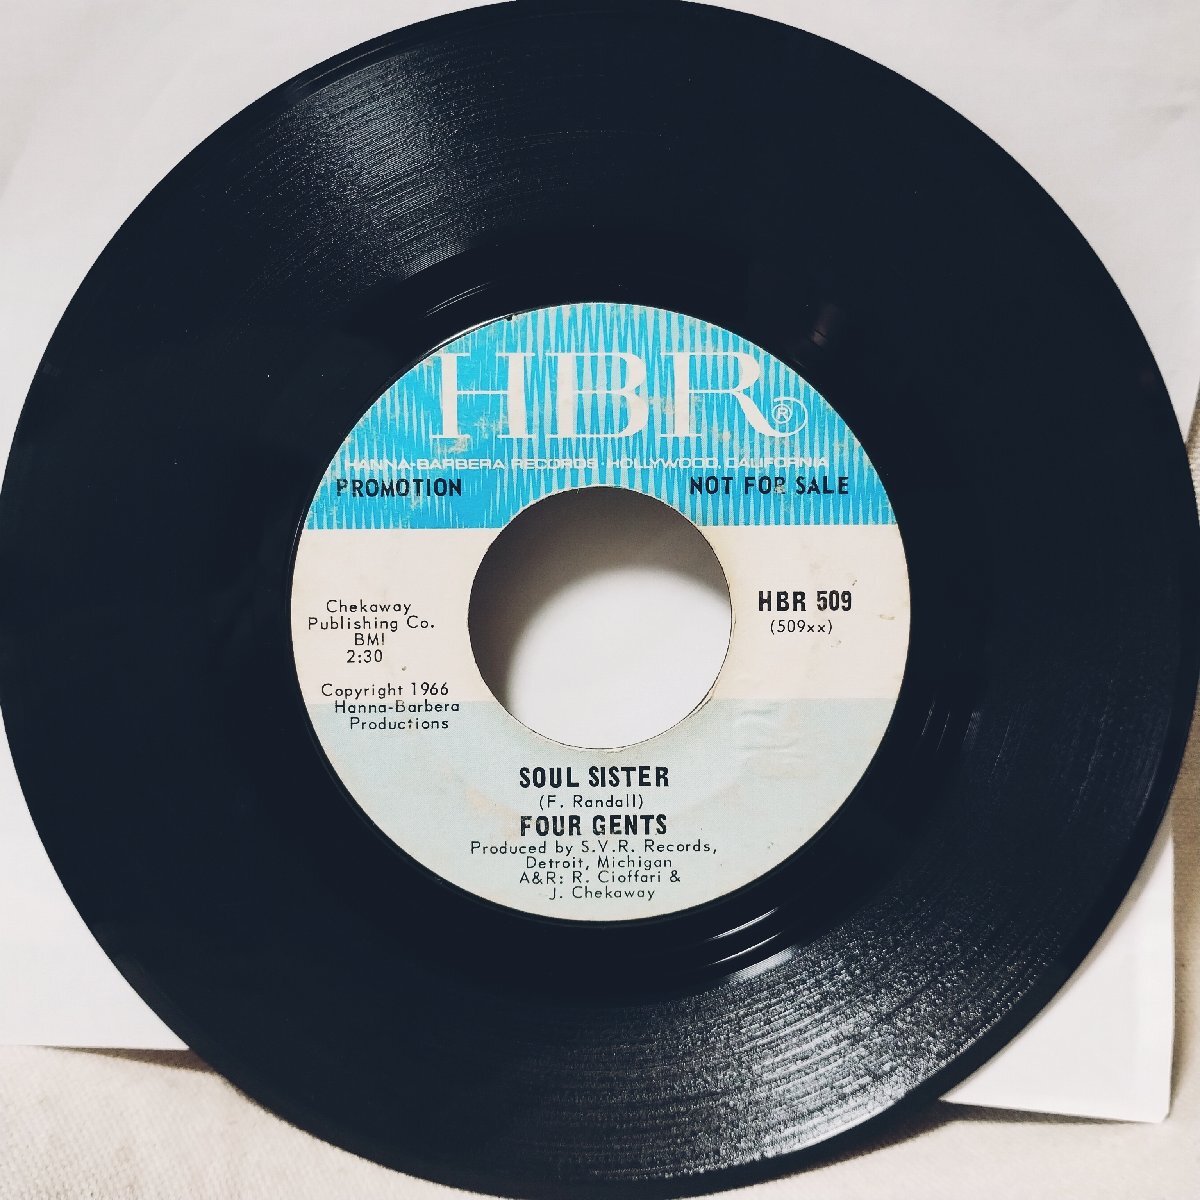 HBR®
HANNA-BARBERA RECORDS · HOLLYWOOD, CALIFORNIA
PROMOTION NOT FOR SALE
Chekaway
Publishing Co.
BMI
2:30
Copyright 1966
Hanna-Barbera
Productions
HBR 509
(509xx)
SOUL SISTER
(F. Randall)
FOUR GENTS
Produced by S.V.R. Records,
Detroit, Michigan
A&R: R. Cioffari &
J. Chekaway